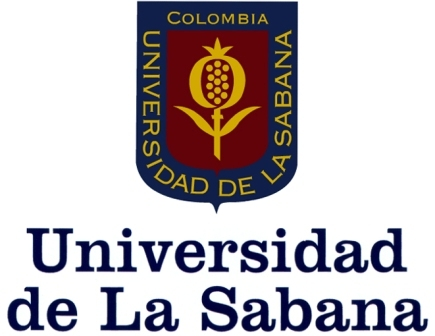 COLOMBIA
UNIVERSIDAD DE LA SABANA
Universidad
de La Sabana